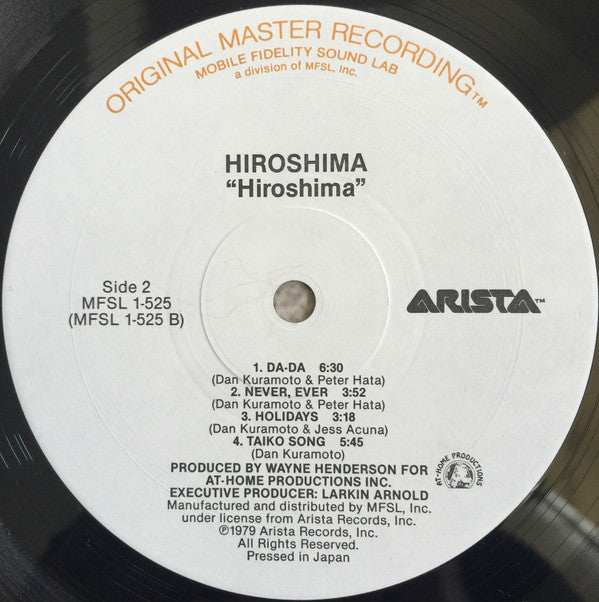 ORIGINAL MASTER RECORDING™
MOBILE FIDELITY SOUND LAB
a division of MFSL, Inc.
HIROSHIMA
“Hiroshima”
Side 2
MFSL 1-525
(MFSL 1-525 B)
ARISTA™
1. DA-DA 6:30
(Dan Kuramoto & Peter Hata)
2. NEVER, EVER 3:52
(Dan Kuramoto & Peter Hata)
3. HOLIDAYS 3:18
(Dan Kuramoto & Jess Acuna)
4. TAIKO SONG 5:45
(Dan Kuramoto)
PRODUCED BY WAYNE HENDERSON FOR
AT-HOME PRODUCTIONS INC.
EXECUTIVE PRODUCER: LARKIN ARNOLD
Manufactured and distributed by MFSL, Inc.
under license from Arista Records, Inc.
℗1979 Arista Records, Inc.
All Rights Reserved.
Pressed in Japan
AT-HOME PRODUCTIONS